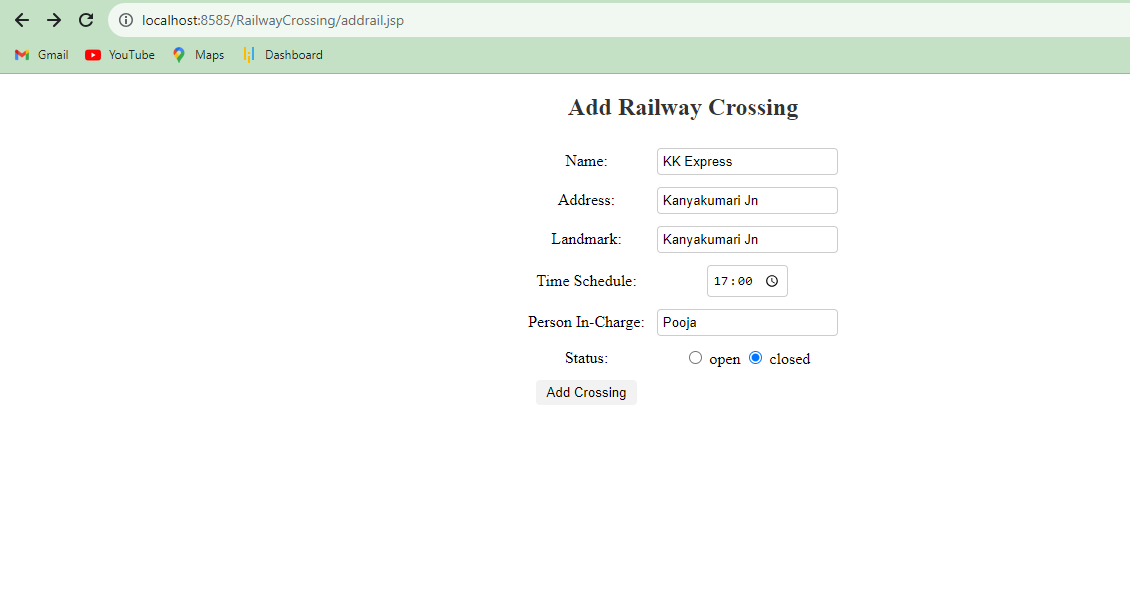 localhost:8585/RailwayCrossing/addrail.jsp
Gmail YouTube Maps Dashboard
Add Railway Crossing
Name: KK Express
Address: Kanyakumari Jn
Landmark: Kanyakumari Jn
Time Schedule: 17:00
Person In-Charge: Pooja
Status: open closed
Add Crossing